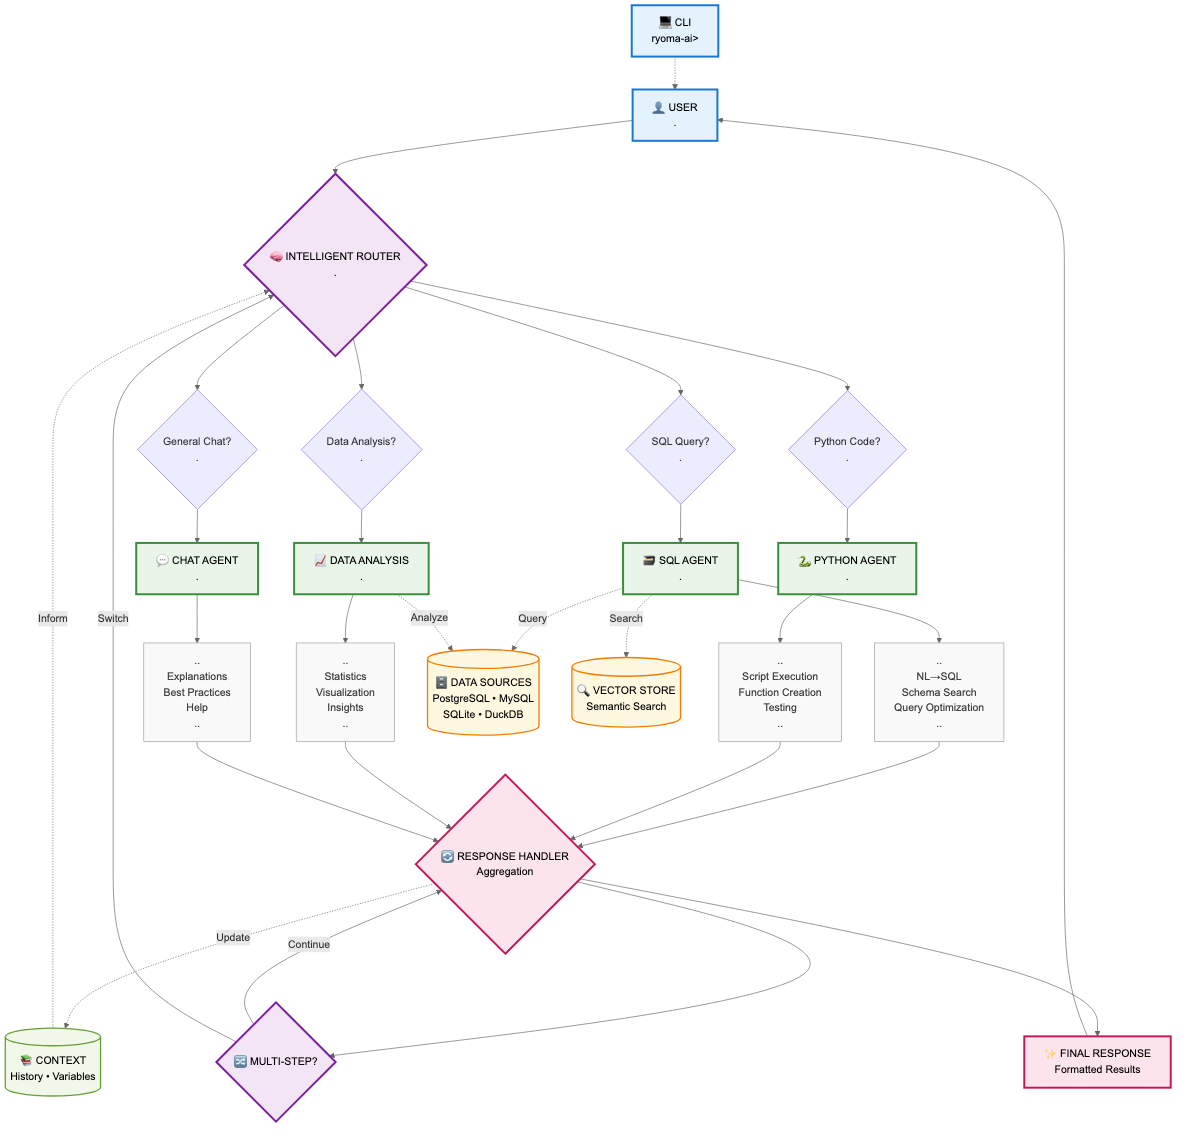 💻 CLI
ryoma-ai>
👤 USER
.
🧠 INTELLIGENT ROUTER
.
General Chat?
.
Data Analysis?
.
SQL Query?
.
Python Code?
.
💬 CHAT AGENT
.
📈 DATA ANALYSIS
.
🗃️ SQL AGENT
.
🐍 PYTHON AGENT
.
Inform
Switch
Analyze
Query
Search
..
Explanations
Best Practices
Help
..
..
Statistics
Visualization
Insights
..
🗄️ DATA SOURCES
PostgreSQL • MySQL
SQLite • DuckDB
🔍 VECTOR STORE
Semantic Search
..
Script Execution
Function Creation
Testing
..
..
NL→SQL
Schema Search
Query Optimization
..
🔄 RESPONSE HANDLER
Aggregation
Update
Continue
📚 CONTEXT
History • Variables
🔀 MULTI-STEP?
✨ FINAL RESPONSE
Formatted Results